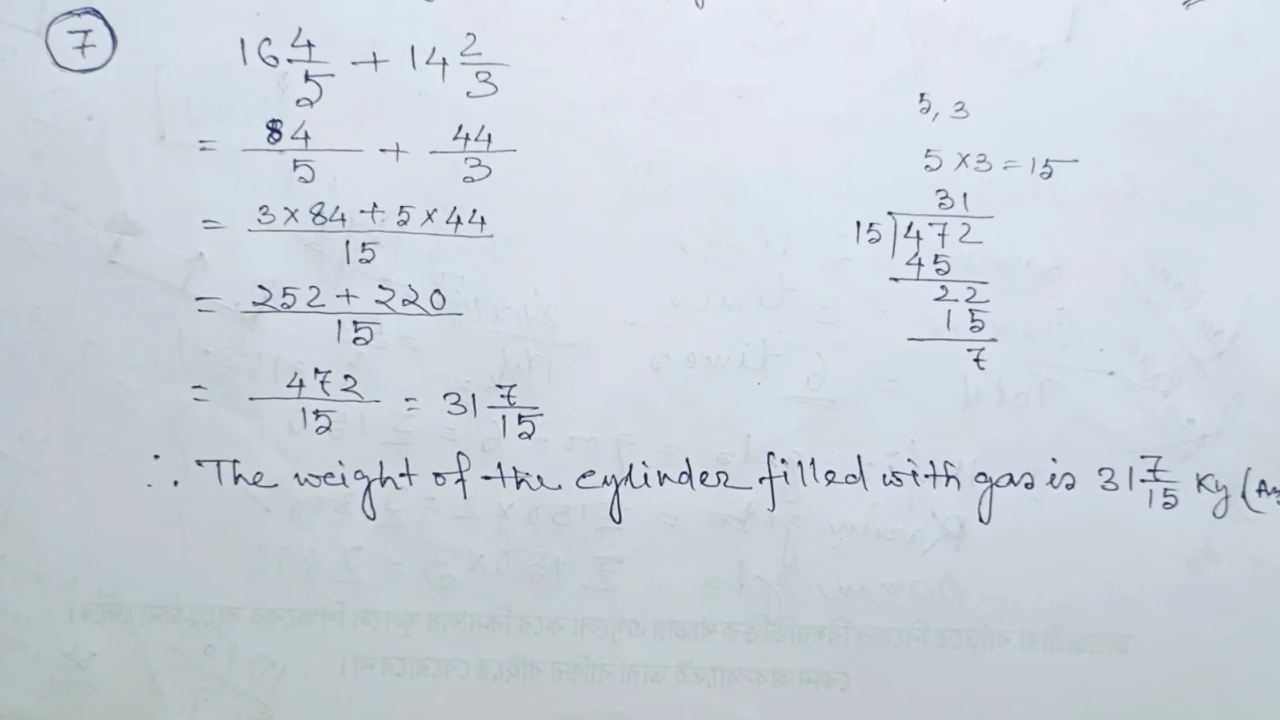 7
16 4/5 + 14 2/3
= 84/5 + 44/3
= 3×84+5×44/15
= 252+220/15
= 472/15 = 31 7/15
5, 3
5×3=15
31
15)472
45
22
15
7
∴ The weight of the cylinder filled with gas is 31 7/15 Kg (An